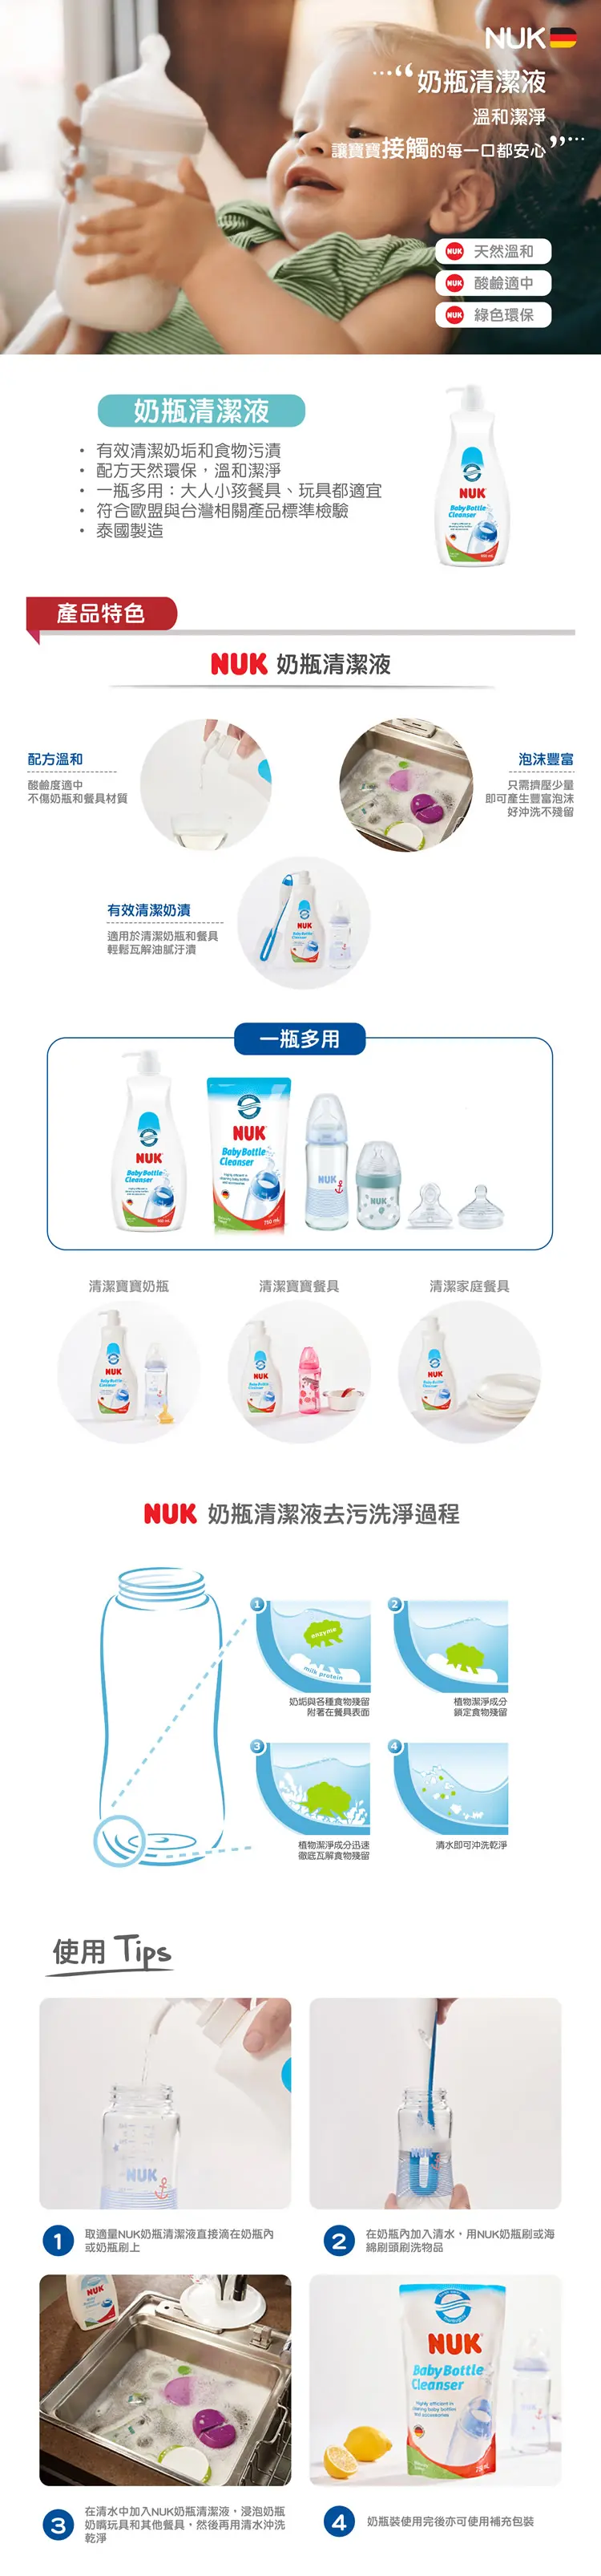 NUK
“奶瓶清潔液
溫和潔淨
讓寶寶接觸的每一口都安心”
NUK 天然溫和
NUK 酸鹼適中
NUK 綠色環保
奶瓶清潔液
• 有效清潔奶垢和食物污漬
• 配方天然環保，溫和潔淨
• 一瓶多用：大人小孩餐具、玩具都適宜
• 符合歐盟與台灣相關產品標準檢驗
• 泰國製造
NUK
Baby Bottle
Cleanser
產品特色
NUK 奶瓶清潔液
配方溫和
酸鹼度適中
不傷奶瓶和餐具材質
泡沫豐富
只需擠壓少量
即可產生豐富泡沫
好沖洗不殘留
有效清潔奶漬
適用於清潔奶瓶和餐具
輕鬆瓦解油膩汙漬
NUK
Baby Bottle
Cleanser
一瓶多用
NUK
Baby Bottle
Cleanser
NUK
Baby Bottle
Cleanser
750 mL
NUK
NUK
清潔寶寶奶瓶
清潔寶寶餐具
清潔家庭餐具
NUK
NUK
NUK
NUK 奶瓶清潔液去污洗淨過程
1
enzyme
milk protein
奶垢與各種食物殘留
附著在餐具表面
2
植物潔淨成分
鎖定食物殘留
3
植物潔淨成分迅速
徹底瓦解食物殘留
4
清水即可沖洗乾淨
使用 Tips
NUK
NUK
1 取適量NUK奶瓶清潔液直接滴在奶瓶內
或奶瓶刷上
2 在奶瓶內加入清水，用NUK奶瓶刷或海
綿刷頭刷洗物品
NUK
NUK
Baby Bottle
Cleanser
Highly efficient in
cleaning baby bottles
and accessories
3 在清水中加入NUK奶瓶清潔液，浸泡奶瓶
奶嘴玩具和其他餐具，然後再用清水沖洗
乾淨
4 奶瓶裝使用完後亦可使用補充包裝